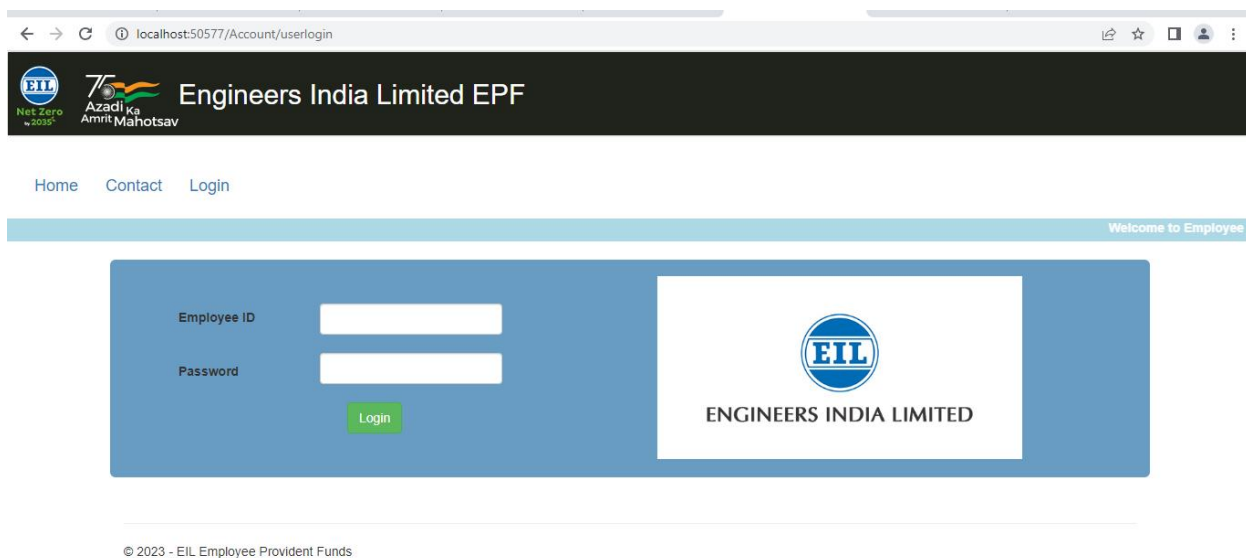 localhost:50577/Account/userlogin
EIL
Net Zero
by 2035
75
Azadi Ka
Amrit Mahotsav
Engineers India Limited EPF
Home Contact Login
Welcome to Employee
Employee ID
Password
Login
EIL
ENGINEERS INDIA LIMITED
© 2023 - EIL Employee Provident Funds